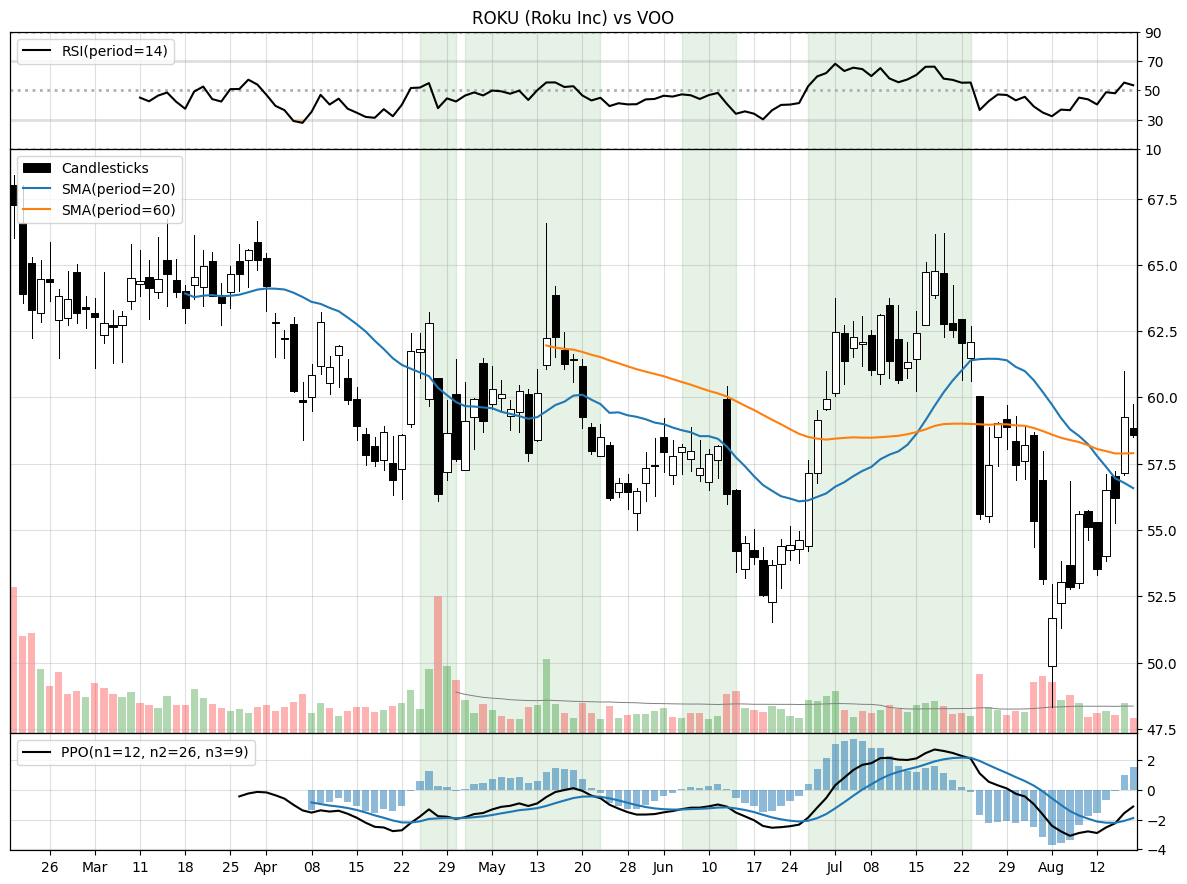 ROKU (Roku Inc) vs VOO
RSI(period=14)
90
70
50
30
10
Candlesticks
SMA(period=20)
SMA(period=60)
67.5
65.0
62.5
60.0
57.5
55.0
52.5
50.0
47.5
PPO(n1=12, n2=26, n3=9)
2
0
−2
−4
26 Mar 11 18 25 Apr 08 15 22 29 May 13 20 28 Jun 10 17 24 Jul 08 15 22 29 Aug 12